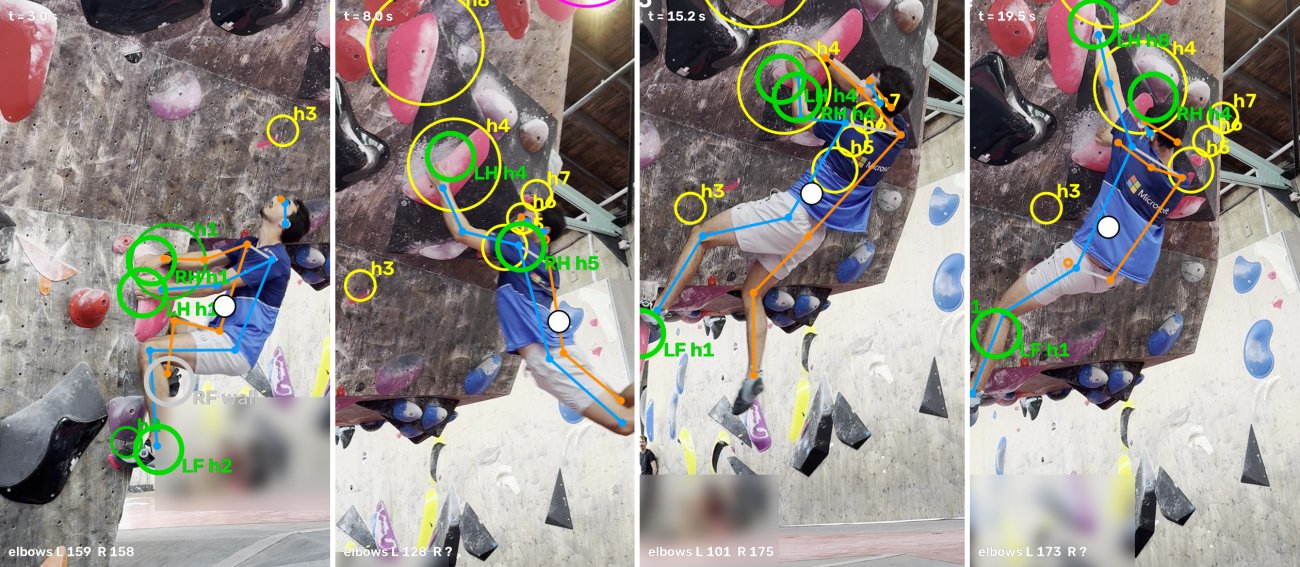 t = 3.0 s
h3
h1
RH h1
LH h1
RF wall
LF h2
elbows L 159 R 158
t = 8.0 s
h8
h4
LH h4
h7
h6
RH h5
h3
elbows L 128 R ?
t = 15.2 s
h4
LH h4
RH h4
h6
h5
h3
Micros
LF h1
elbows L 101 R 175
t = 19.5 s
LH h8
h4
RH h4
h7
h6
h5
h3
Microsoft
LF h1
elbows L 173 R ?